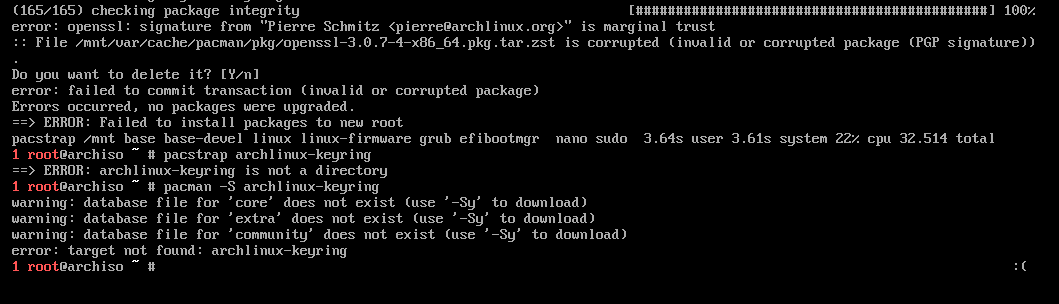 (165/165) checking package integrity [############################################] 100%
error: openssl: signature from "Pierre Schmitz <pierre@archlinux.org>" is marginal trust
:: File /mnt/var/cache/pacman/pkg/openssl-3.0.7-4-x86_64.pkg.tar.zst is corrupted (invalid or corrupted package (PGP signature))
.
Do you want to delete it? [Y/n]
error: failed to commit transaction (invalid or corrupted package)
Errors occurred, no packages were upgraded.
==> ERROR: Failed to install packages to new root
pacstrap /mnt base base-devel linux linux-firmware grub efibootmgr  nano sudo  3.64s user 3.61s system 22% cpu 32.514 total
1 root@archiso ~ # pacstrap archlinux-keyring
==> ERROR: archlinux-keyring is not a directory
1 root@archiso ~ # pacman -S archlinux-keyring
warning: database file for 'core' does not exist (use '-Sy' to download)
warning: database file for 'extra' does not exist (use '-Sy' to download)
warning: database file for 'community' does not exist (use '-Sy' to download)
error: target not found: archlinux-keyring
1 root@archiso ~ # :(